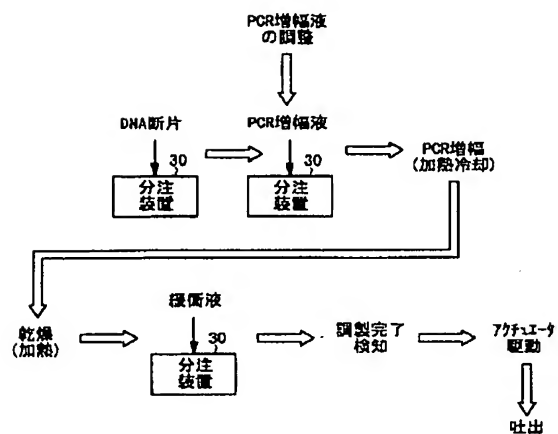 PCR増幅液
の調整
DNA断片
PCR増幅液
PCR増幅
(加熱冷却)
30
分注
装置
30
分注
装置
乾燥
(加熱)
緩衝液
30
分注
装置
調製完了
検知
アクチュエータ
駆動
吐出